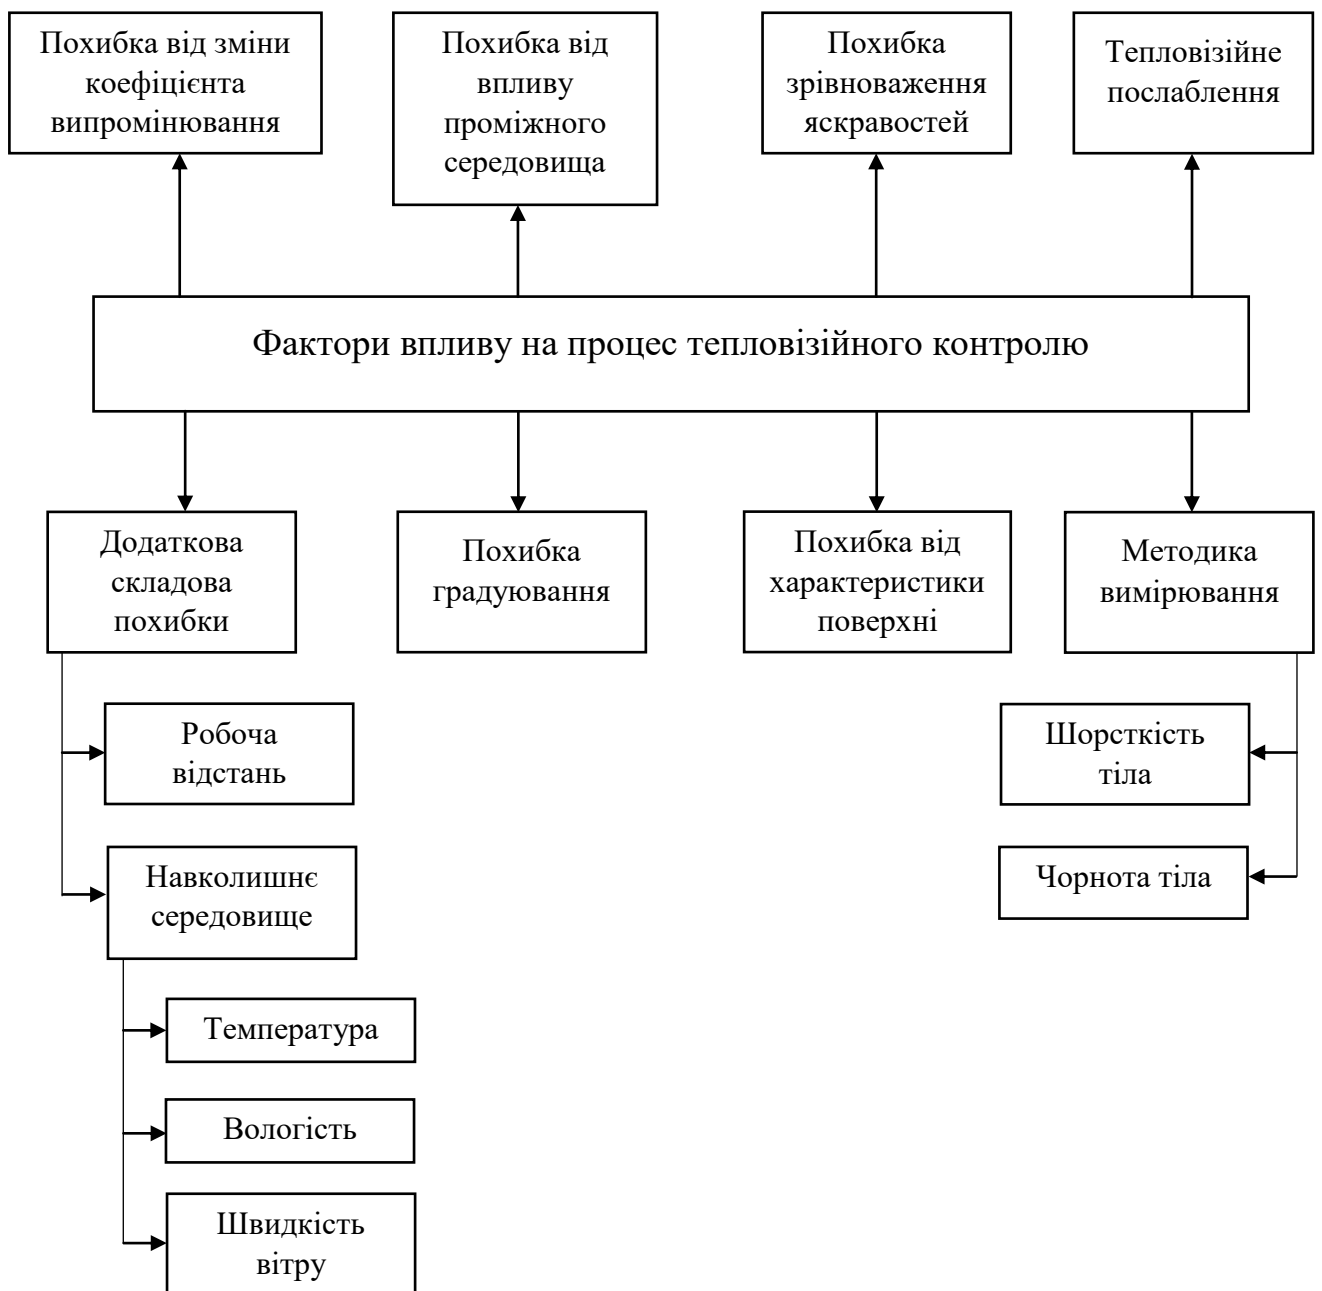 Похибка від зміни
коефіцієнта
випромінювання
Похибка від
впливу
проміжного
середовища
Похибка
зрівноваження
яскравостей
Тепловізійне
послаблення
Фактори впливу на процес тепловізійного контролю
Додаткова
складова
похибки
Похибка
градуювання
Похибка від
характеристики
поверхні
Методика
вимірювання
Робоча
відстань
Шорсткість
тіла
Навколишнє
середовище
Чорнота тіла
Температура
Вологість
Швидкість
вітру